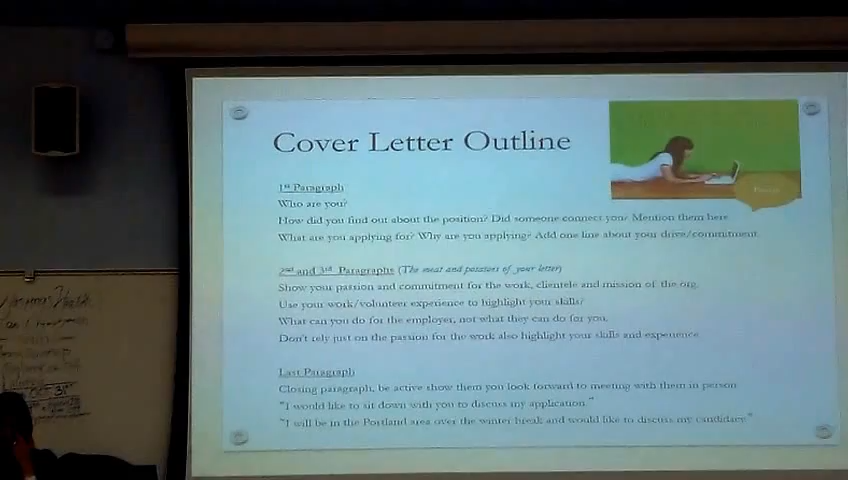 Cover Letter Outline
1st Paragraph
Who are you?
How did you find out about the position? Did someone connect you? Mention them here.
What are you applying for? Why are you applying? Add one line about your drive/commitment.
2nd and 3rd Paragraphs (The meat and potatoes of your letter)
Show your passion and commitment for the work, clientele and mission of the org.
Use your work/volunteer experience to highlight your skills!
What can you do for the employer, not what they can do for you.
Don't rely just on the passion for the work also highlight your skills and experience.
Last Paragraph
Closing paragraph, be active show them you look forward to meeting with them in person.
"I would like to sit down with you to discuss my application."
"I will be in the Portland area over the winter break and would like to discuss my candidacy."